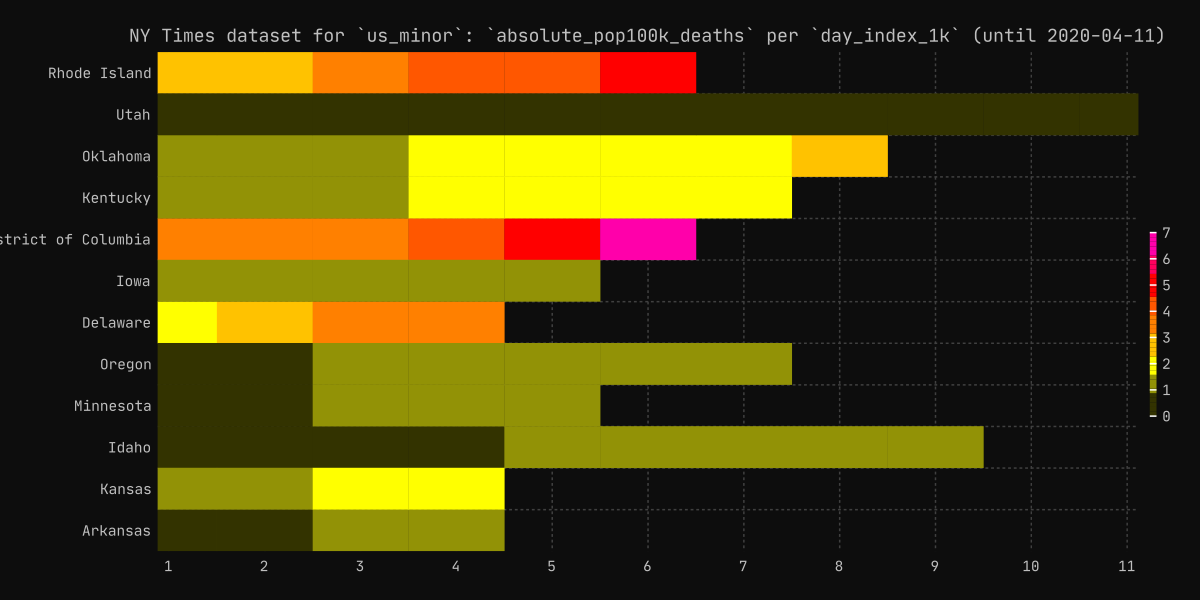 NY Times dataset for `us_minor`: `absolute_pop100k_deaths` per `day_index_1k` (until 2020-04-11)
Rhode Island
Utah
Oklahoma
Kentucky
strict of Columbia
Iowa
Delaware
Oregon
Minnesota
Idaho
Kansas
Arkansas
1 2 3 4 5 6 7 8 9 10 11
7
6
5
4
3
2
1
0